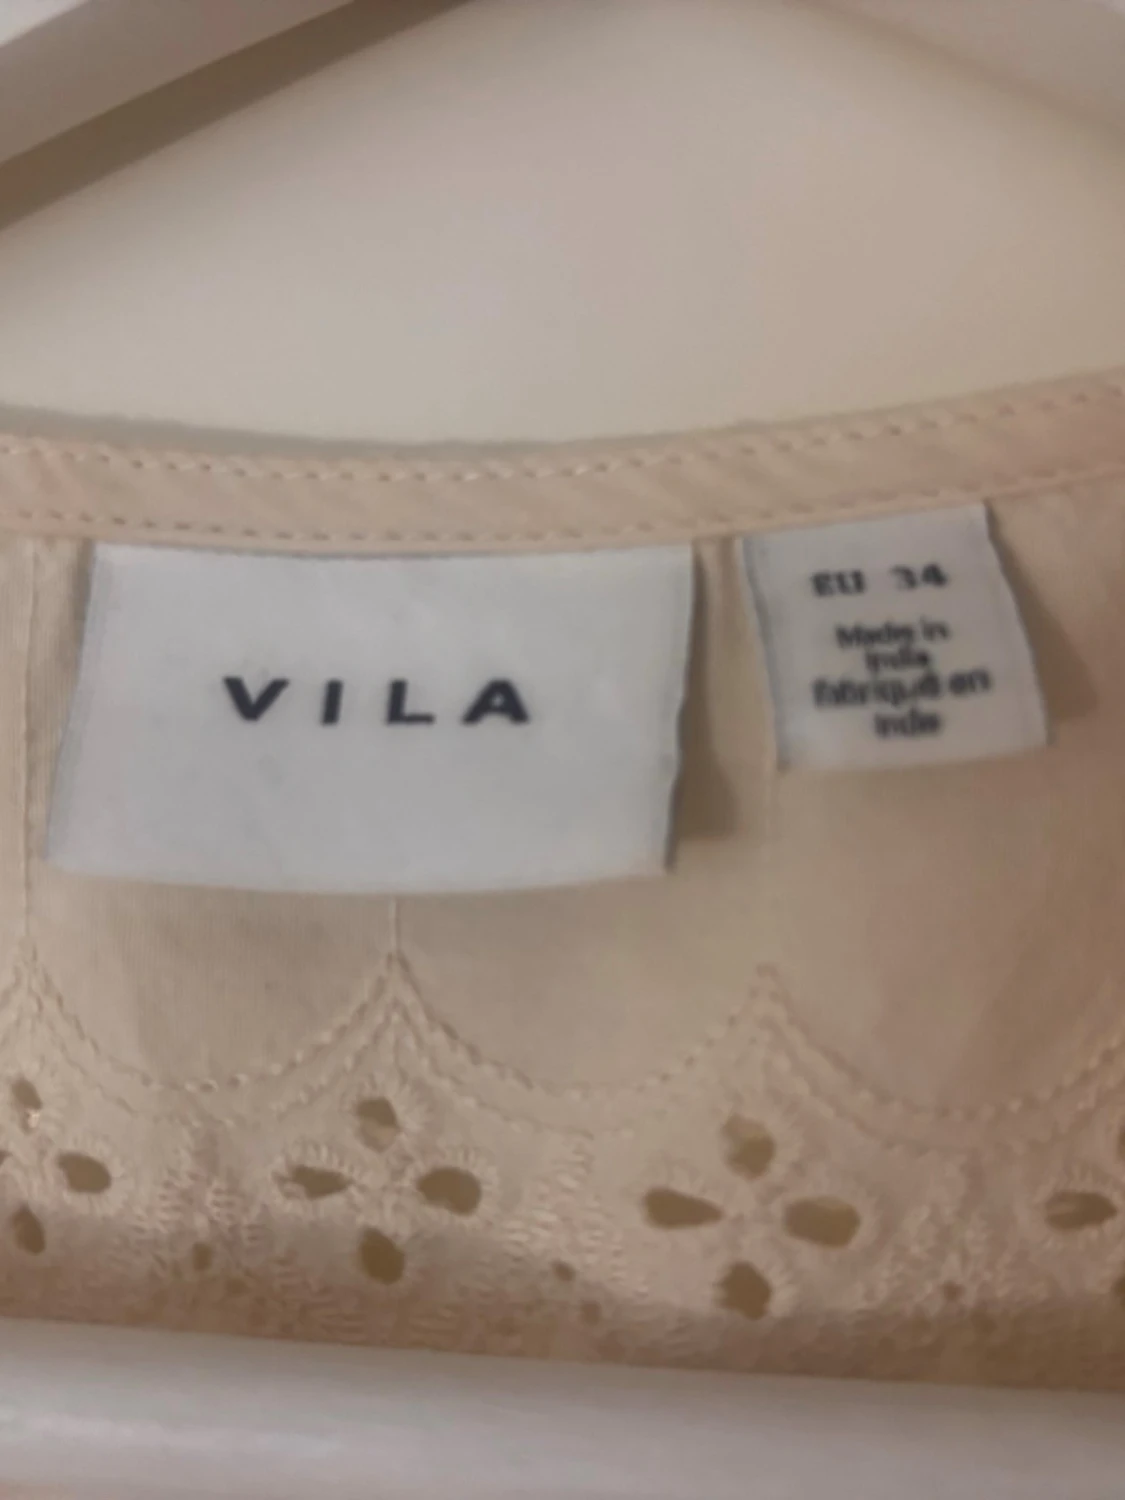 VILA
EU 34
Made in
India
fabriqué en
Inde